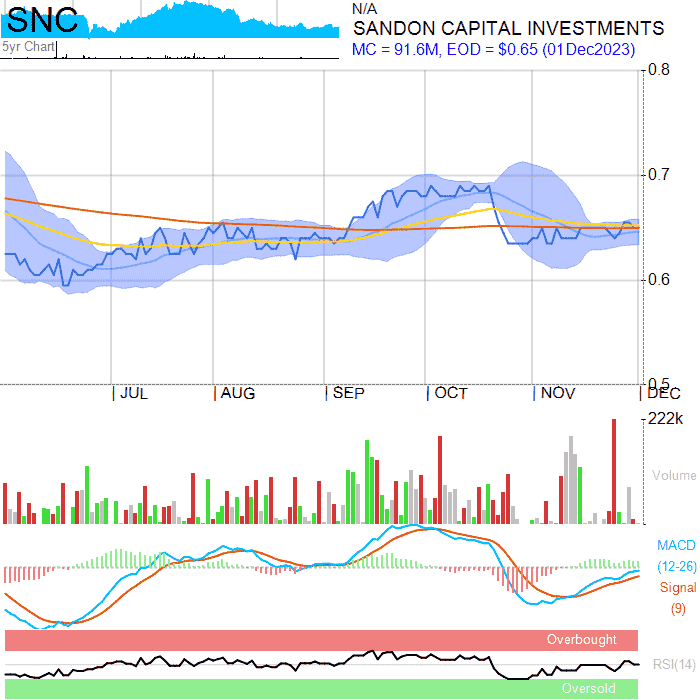 SNC
5yr Chart
N/A
SANDON CAPITAL INVESTMENTS
MC = 91.6M, EOD = $0.65 (01Dec2023)
0.8
0.7
0.6
0.5
JUL AUG SEP OCT NOV DEC
222k
Volume
MACD
(12-26)
Signal
(9)
Overbought
RSI(14)
Oversold